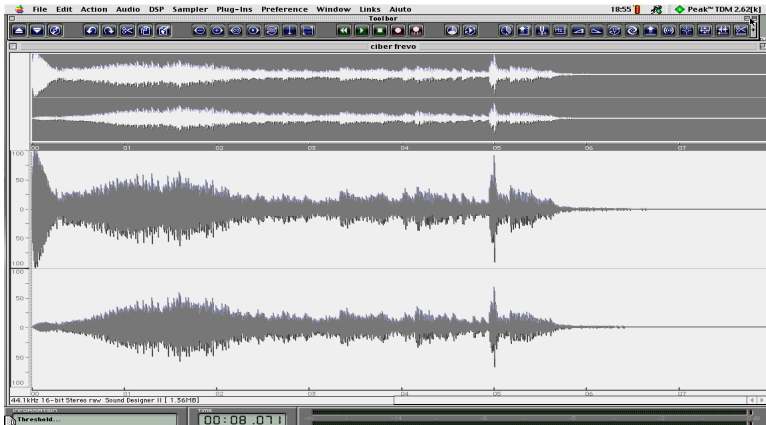 File Edit Action Audio DSP Sampler Plug-Ins Preference Window Links Aiuto 18:55 Peak™ TDM 2.62[k]
Toolbar
ciber frevo
00 01 02 03 04 05 06 07
100
50
0
50
100
100
50
0
50
100
00 01 02 03 04 05 06 07
44.1kHz 16-bit Stereo raw Sound Designer II [ 1.36MB]
INFORMATION TIME
Threshold... 00:08.071